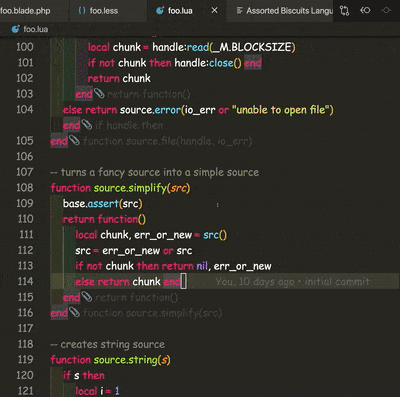 foo.blade.php foo.less foo.lua Assorted Biscuits Langu
foo.lua
100 local chunk = handle:read(_M.BLOCKSIZE)
101 if not chunk then handle:close() end
102 return chunk
103 end return function()
104 else return source.error(io_err or "unable to open file")
end if handle then
105 end function source.file(handle, io_err)
106
107 -- turns a fancy source into a simple source
108 function source.simplify(src)
109 base.assert(src)
110 return function()
111 local chunk, err_or_new = src()
112 src = err_or_new or src
113 if not chunk then return nil, err_or_new
114 else return chunk end You, 10 days ago • initial commit
115 end return function()
116 end function source.simplify(src)
117
118 -- creates string source
119 function source.string(s)
120 if s then
121 local i = 1